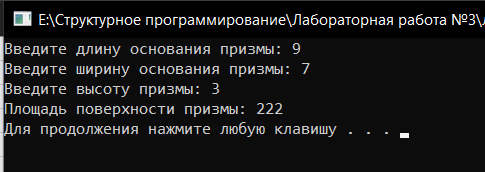 E:\Структурное программирование\Лабораторная работа №3\
Введите длину основания призмы: 9
Введите ширину основания призмы: 7
Введите высоту призмы: 3
Площадь поверхности призмы: 222
Для продолжения нажмите любую клавишу . . .